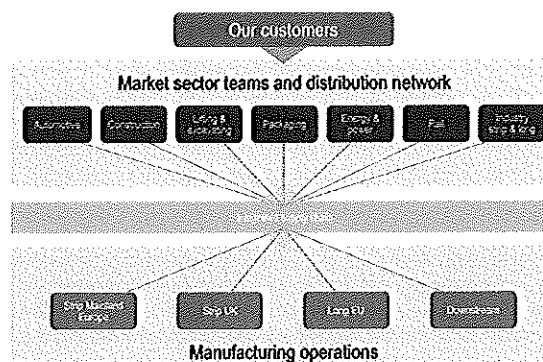 Our customers
Market sector teams and distribution network
Automotive
Construction
Lifting &
excavating
Packaging
Energy &
power
Rail
Industry
strip & long
Strip Mainland
Europe
Strip UK
Long EU
Downstream
Manufacturing operations